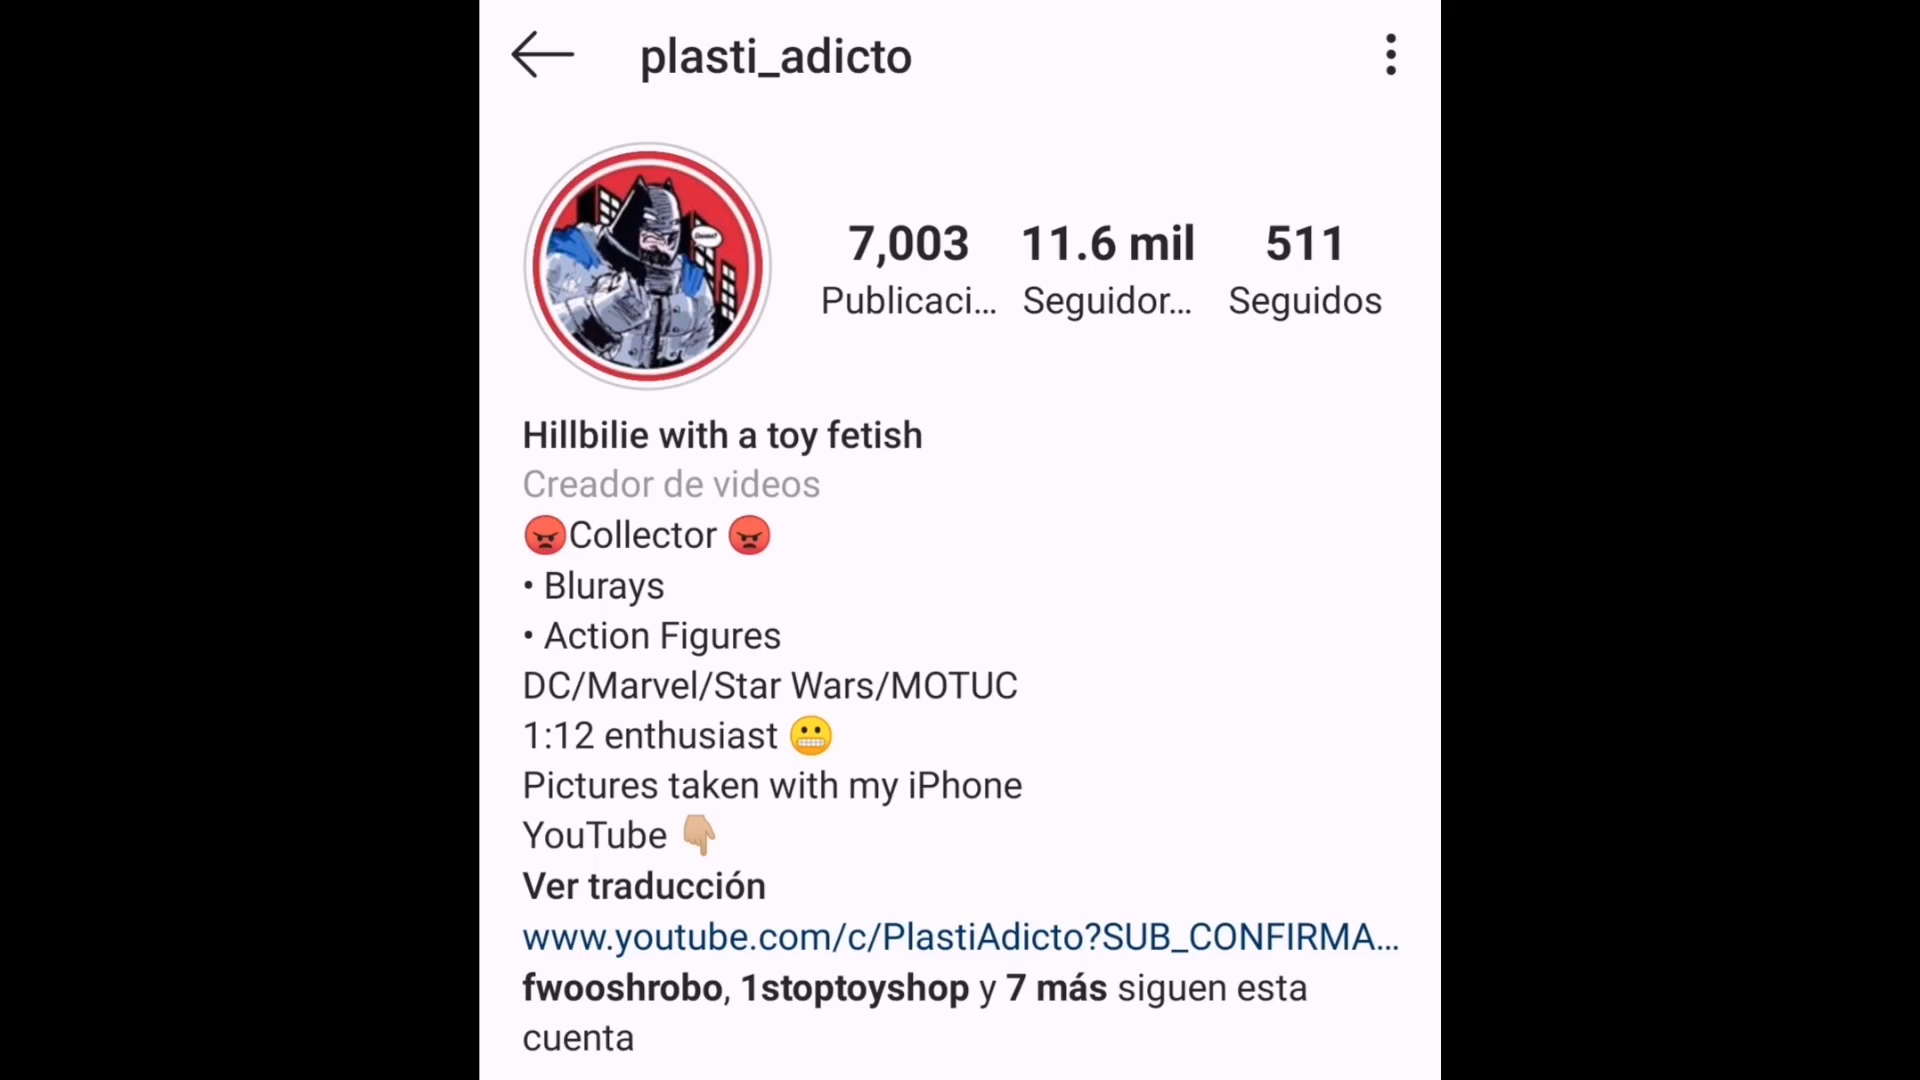 plasti_adicto
7,003 11.6 mil 511
Publicaci... Seguidor... Seguidos
Hillbilie with a toy fetish
Creador de videos
😡Collector 😡
• Blurays
• Action Figures
DC/Marvel/Star Wars/MOTUC
1:12 enthusiast 😬
Pictures taken with my iPhone
YouTube 👇🏼
Ver traducción
www.youtube.com/c/PlastiAdicto?SUB_CONFIRMA...
fwooshrobo, 1stoptoyshop y 7 más siguen esta
cuenta